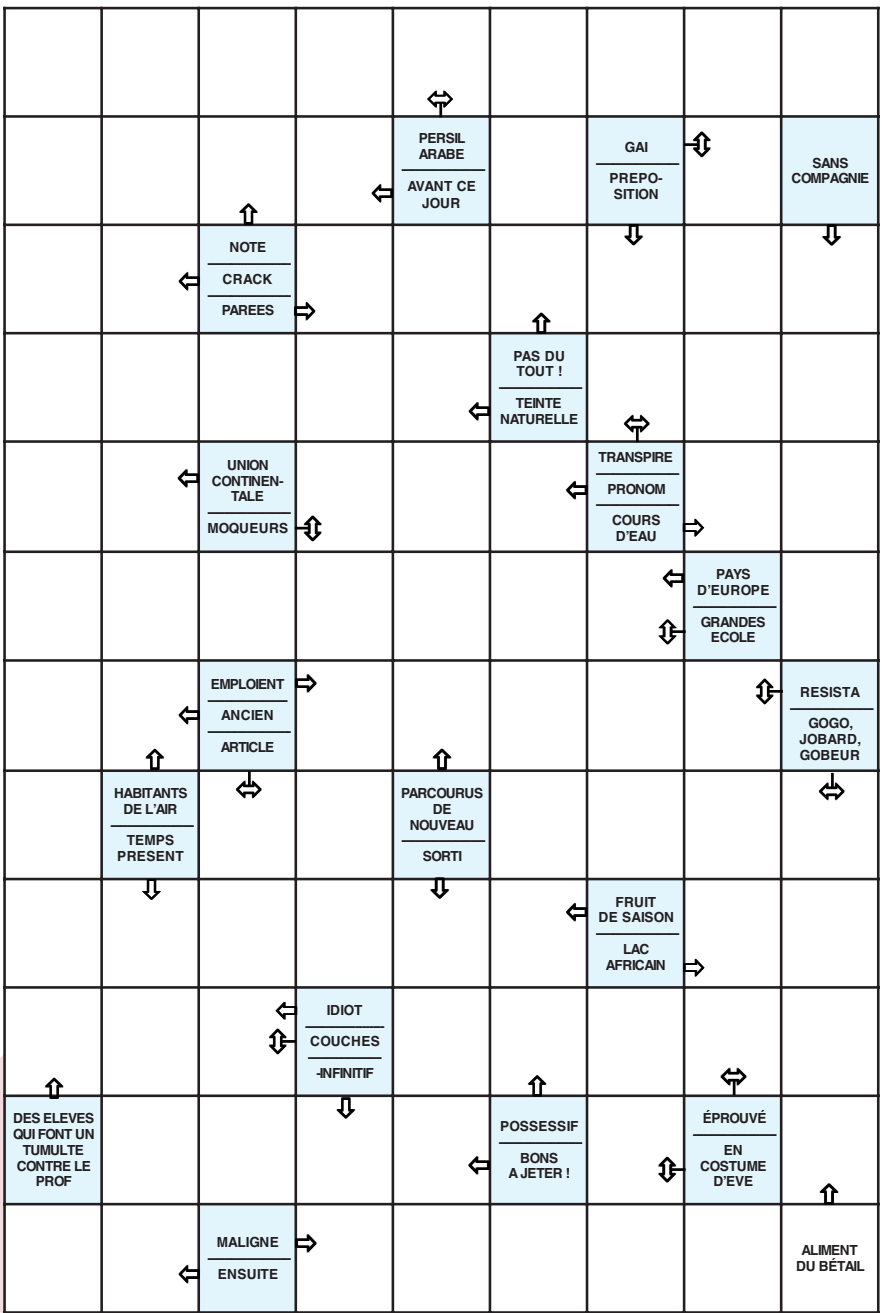 PERSIL
ARABE
AVANT CE
JOUR
GAI
PREPO-
SITION
SANS
COMPAGNIE
NOTE
CRACK
PAREES
PAS DU
TOUT !
TEINTE
NATURELLE
UNION
CONTINEN-
TALE
MOQUEURS
TRANSPIRE
PRONOM
COURS
D'EAU
PAYS
D'EUROPE
GRANDES
ECOLE
EMPLOIENT
ANCIEN
ARTICLE
RESISTA
GOGO,
JOBARD,
GOBEUR
HABITANTS
DE L'AIR
TEMPS
PRESENT
PARCOURUS
DE
NOUVEAU
SORTI
FRUIT
DE SAISON
LAC
AFRICAIN
IDIOT
COUCHES
-INFINITIF
DES ELEVES
QUI FONT UN
TUMULTE
CONTRE LE
PROF
POSSESSIF
BONS
A JETER !
ÉPROUVÉ
EN
COSTUME
D'EVE
MALIGNE
ENSUITE
ALIMENT
DU BÉTAIL